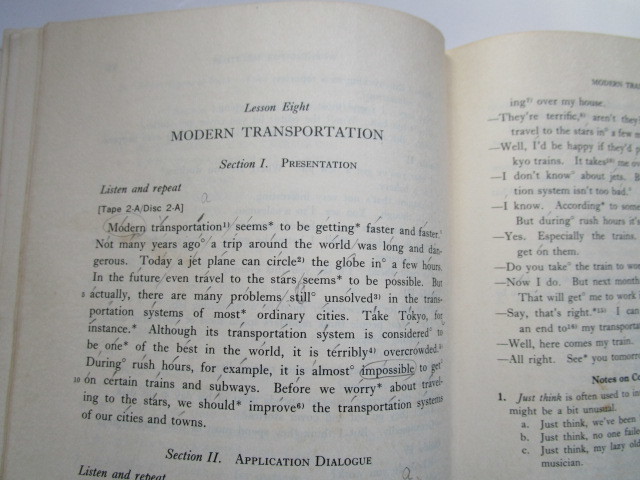 Lesson Eight
MODERN TRANSPORTATION
Section I. PRESENTATION
Listen and repeat
a
[Tape 2-A/Disc 2-A]
Modern transportation¹⁾ seems* to be getting* faster and faster.
Not many years ago° a trip around the world was long and dan-
gerous. Today a jet plane can circle²⁾ the globe in° a few hours.
In the future even travel to the stars seems* to be possible. But
5 actually, there are many problems still° unsolved³⁾ in the trans-
portation systems of most* ordinary cities. Take Tokyo, for
instance.* Although its transportation system is considered° to
be one* of the best in the world, it is terribly⁴⁾ overcrowded.
During° rush hours, for example, it is almost° impossible to get
10 on certain trains and subways. Before we worry* about travel-
ing to the stars, we should* improve⁶⁾ the transportation systems
of our cities and towns.
Section II. APPLICATION DIALOGUE
Listen and repeat
a
MODERN
ing⁷⁾ over my house.
—They're terrific,⁸⁾ aren't
travel to the stars in° a few
—Well, I'd be happy if they'd
kyo trains. It takes
—I don't know° about jets.
tion system isn't too bad.
—I know. According* to
But during° rush hours
—Yes. Especially the trains.
get on them.
—Do you take° the train to
—Now I do. But next month
That will get° me to work
—Say, that's right.*¹²⁾ I
an end to my transportation
—Well, here comes my train.
—All right. See* you
Notes on
1. Just think is often used to
might be a bit unusual.
a. Just think, we've been
b. Just think, no one
c. Just think, my lazy old
musician.